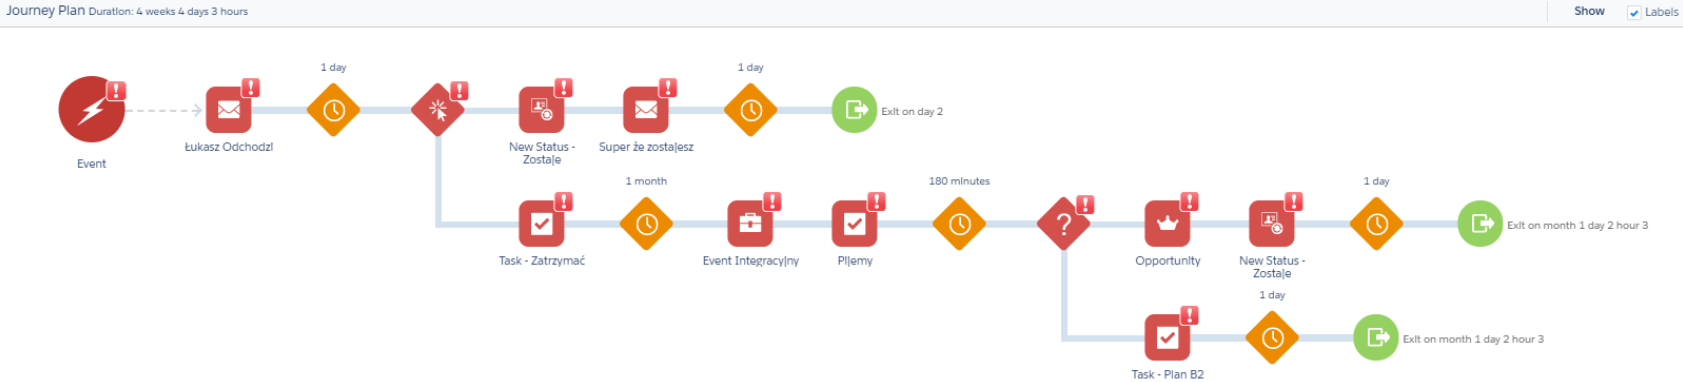 Journey Plan Duration: 4 weeks 4 days 3 hours
Show
Labels
1 day
1 day
Event
Łukasz Odchodzi
New Status -
Zostaje
Super że zostajesz
Exit on day 2
1 month
180 minutes
1 day
Task - Zatrzymać
Event Integracyjny
Pijemy
?
Opportunity
New Status -
Zostaje
Exit on month 1 day 2 hour 3
1 day
Task - Plan B2
Exit on month 1 day 2 hour 3